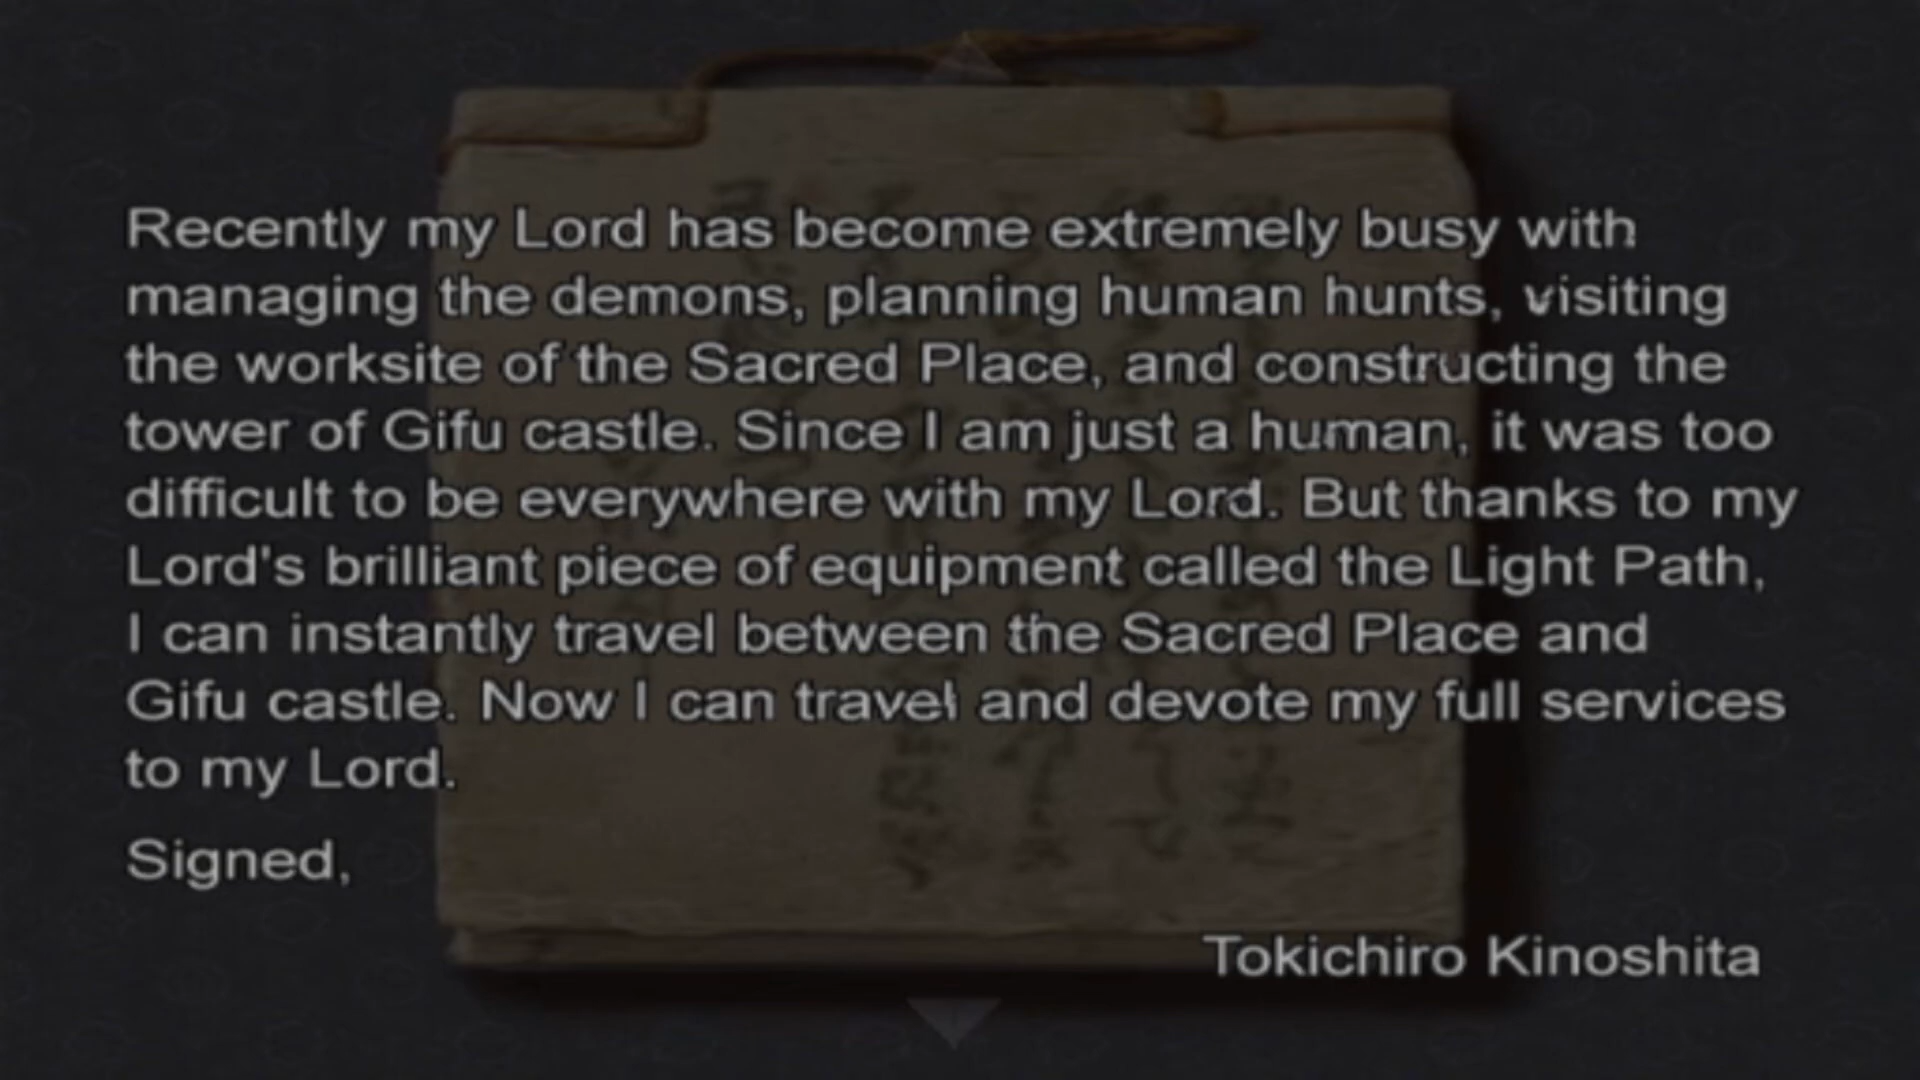 Recently my Lord has become extremely busy with
managing the demons, planning human hunts, visiting
the worksite of the Sacred Place, and constructing the
tower of Gifu castle. Since I am just a human, it was too
difficult to be everywhere with my Lord. But thanks to my
Lord's brilliant piece of equipment called the Light Path,
I can instantly travel between the Sacred Place and
Gifu castle. Now I can travel and devote my full services
to my Lord.
Signed,
Tokichiro Kinoshita